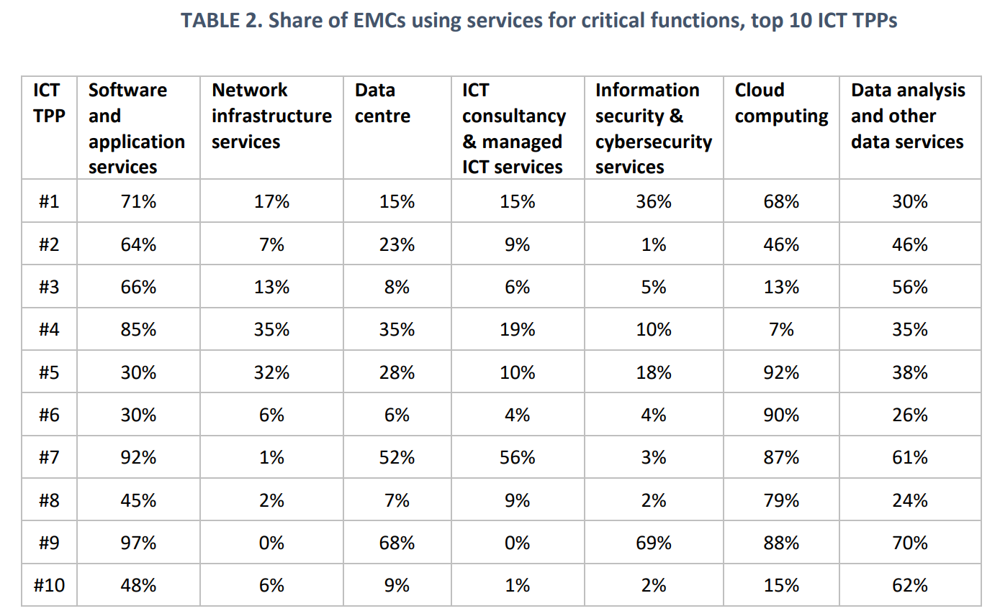 TABLE 2. Share of EMCs using services for critical functions, top 10 ICT TPPs
ICT TPP | Software and application services | Network infrastructure services | Data centre | ICT consultancy & managed ICT services | Information security & cybersecurity services | Cloud computing | Data analysis and other data services
#1 | 71% | 17% | 15% | 15% | 36% | 68% | 30%
#2 | 64% | 7% | 23% | 9% | 1% | 46% | 46%
#3 | 66% | 13% | 8% | 6% | 5% | 13% | 56%
#4 | 85% | 35% | 35% | 19% | 10% | 7% | 35%
#5 | 30% | 32% | 28% | 10% | 18% | 92% | 38%
#6 | 30% | 6% | 6% | 4% | 4% | 90% | 26%
#7 | 92% | 1% | 52% | 56% | 3% | 87% | 61%
#8 | 45% | 2% | 7% | 9% | 2% | 79% | 24%
#9 | 97% | 0% | 68% | 0% | 69% | 88% | 70%
#10 | 48% | 6% | 9% | 1% | 2% | 15% | 62%